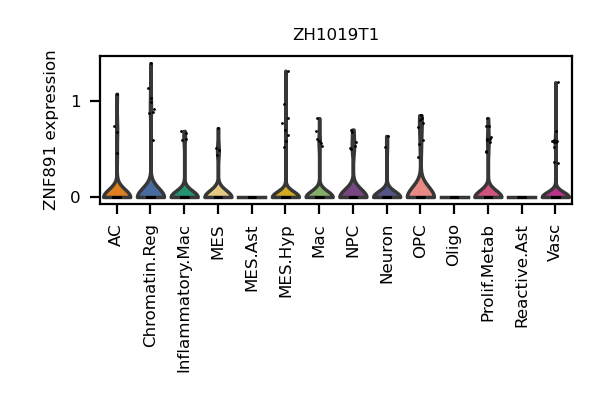 ZH1019T1
ZNF891 expression
1
0
AC
Chromatin.Reg
Inflammatory.Mac
MES
MES.Ast
MES.Hyp
Mac
NPC
Neuron
OPC
Oligo
Prolif.Metab
Reactive.Ast
Vasc